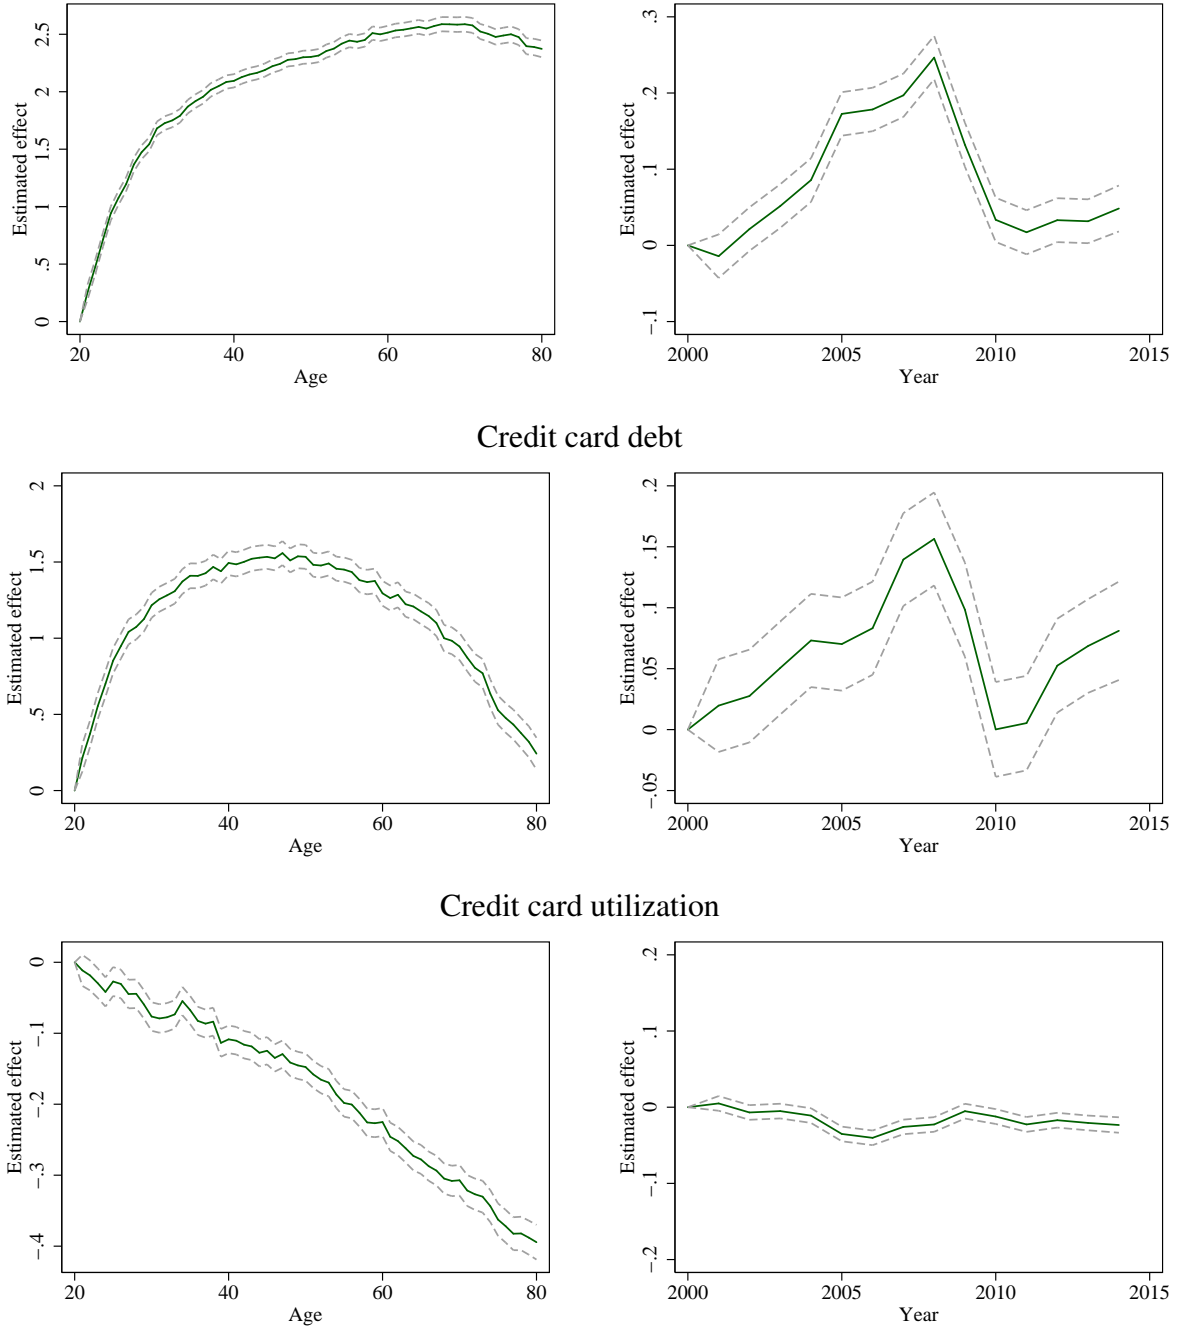 Estimated effect
2.5
2
1.5
1
.5
0
20 40 60 80
Age
Estimated effect
.3
.2
.1
0
−.1
2000 2005 2010 2015
Year
Credit card debt
Estimated effect
2
1.5
1
.5
0
20 40 60 80
Age
Estimated effect
.2
.15
.1
.05
0
−.05
2000 2005 2010 2015
Year
Credit card utilization
Estimated effect
0
−.1
−.2
−.3
−.4
20 40 60 80
Age
Estimated effect
.2
.1
0
−.1
−.2
2000 2005 2010 2015
Year